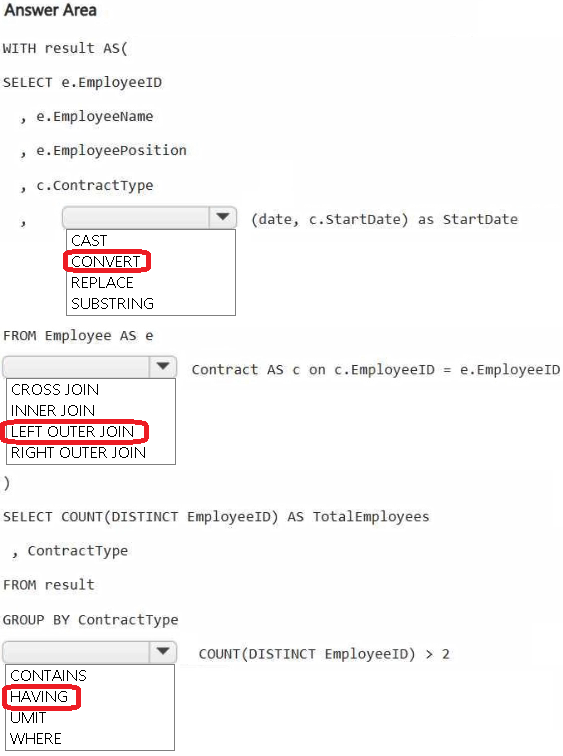 Answer Area
WITH result AS(
SELECT e.EmployeeID
, e.EmployeeName
, e.EmployeePosition
, c.ContractType
, (date, c.StartDate) as StartDate
CAST
CONVERT
REPLACE
SUBSTRING
FROM Employee AS e
Contract AS c on c.EmployeeID = e.EmployeeID
CROSS JOIN
INNER JOIN
LEFT OUTER JOIN
RIGHT OUTER JOIN
)
SELECT COUNT(DISTINCT EmployeeID) AS TotalEmployees
, ContractType
FROM result
GROUP BY ContractType
COUNT(DISTINCT EmployeeID) > 2
CONTAINS
HAVING
UMIT
WHERE